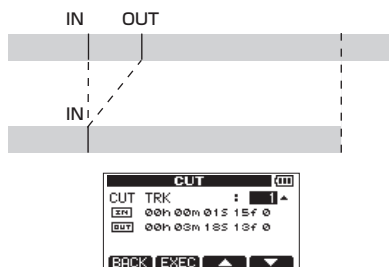 IN OUT
IN
CUT
CUT TRK : 1
IN 00h 00m 01S 15f 0
OUT 00h 03m 18S 13f 0
BACK EXEC